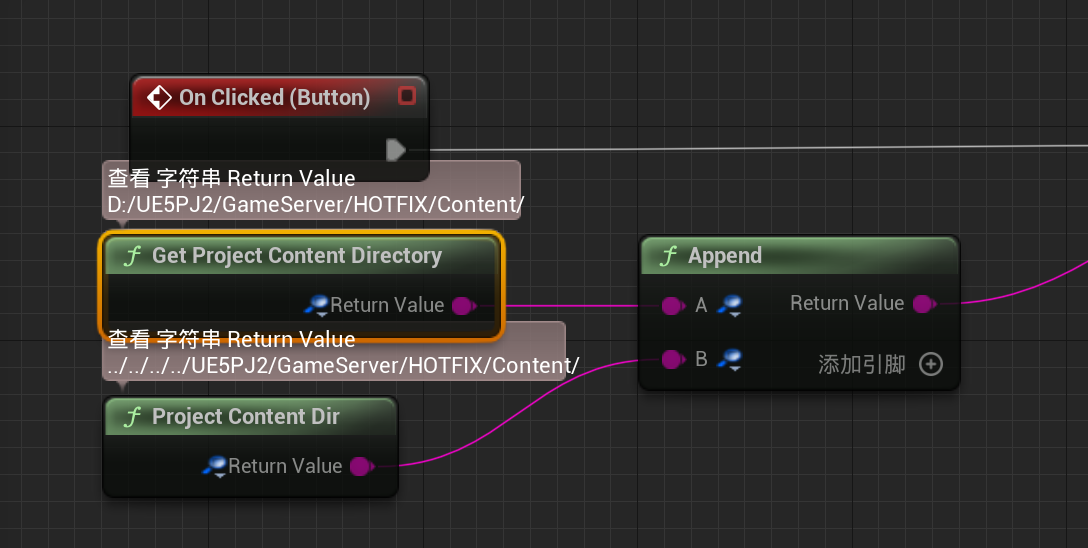 On Clicked (Button)
查看 字符串 Return Value
D:/UE5PJ2/GameServer/HOTFIX/Content/
Get Project Content Directory
Return Value
查看 字符串 Return Value
../../../../UE5PJ2/GameServer/HOTFIX/Content/
Project Content Dir
Return Value
Append
A
Return Value
B
添加引脚